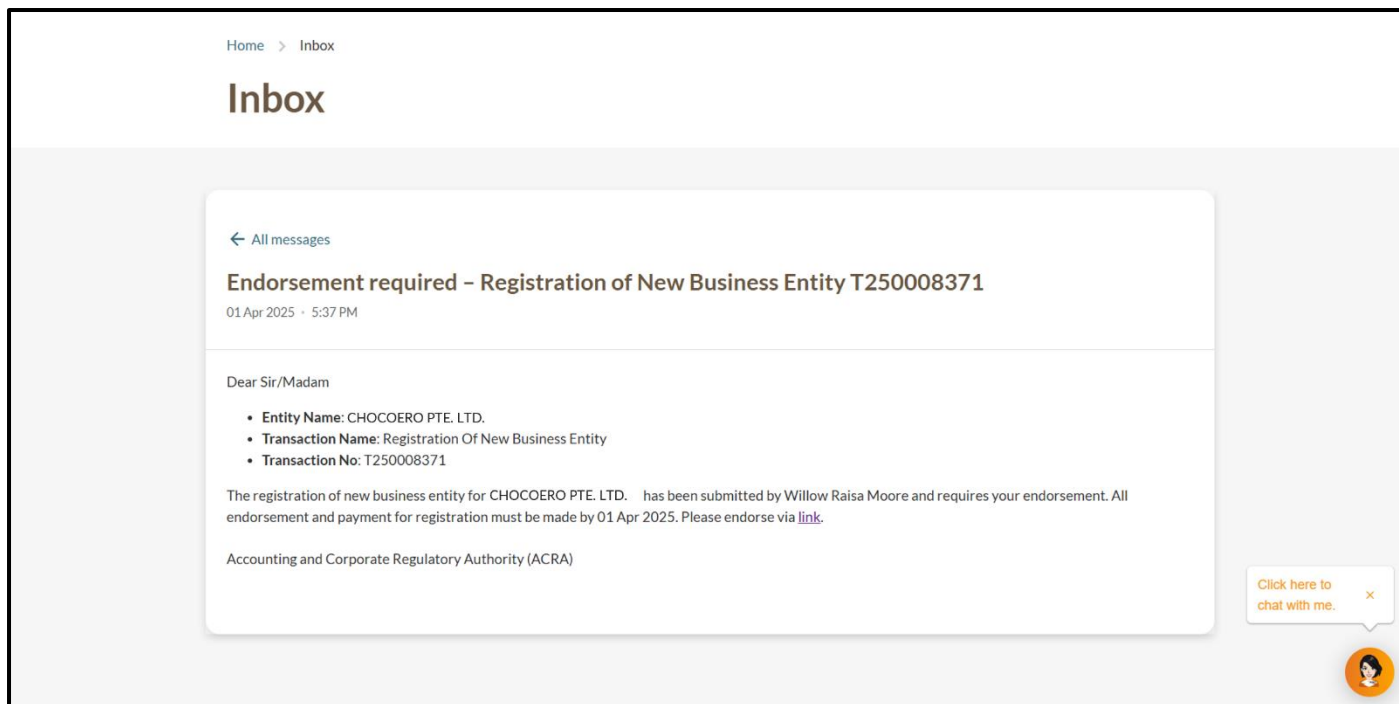 Home > Inbox
Inbox
← All messages
Endorsement required – Registration of New Business Entity T250008371
01 Apr 2025 • 5:37 PM
Dear Sir/Madam
• Entity Name: CHOCOERO PTE. LTD.
• Transaction Name: Registration Of New Business Entity
• Transaction No: T250008371
The registration of new business entity for CHOCOERO PTE. LTD. has been submitted by Willow Raisa Moore and requires your endorsement. All
endorsement and payment for registration must be made by 01 Apr 2025. Please endorse via link.
Accounting and Corporate Regulatory Authority (ACRA)
Click here to
chat with me. ×